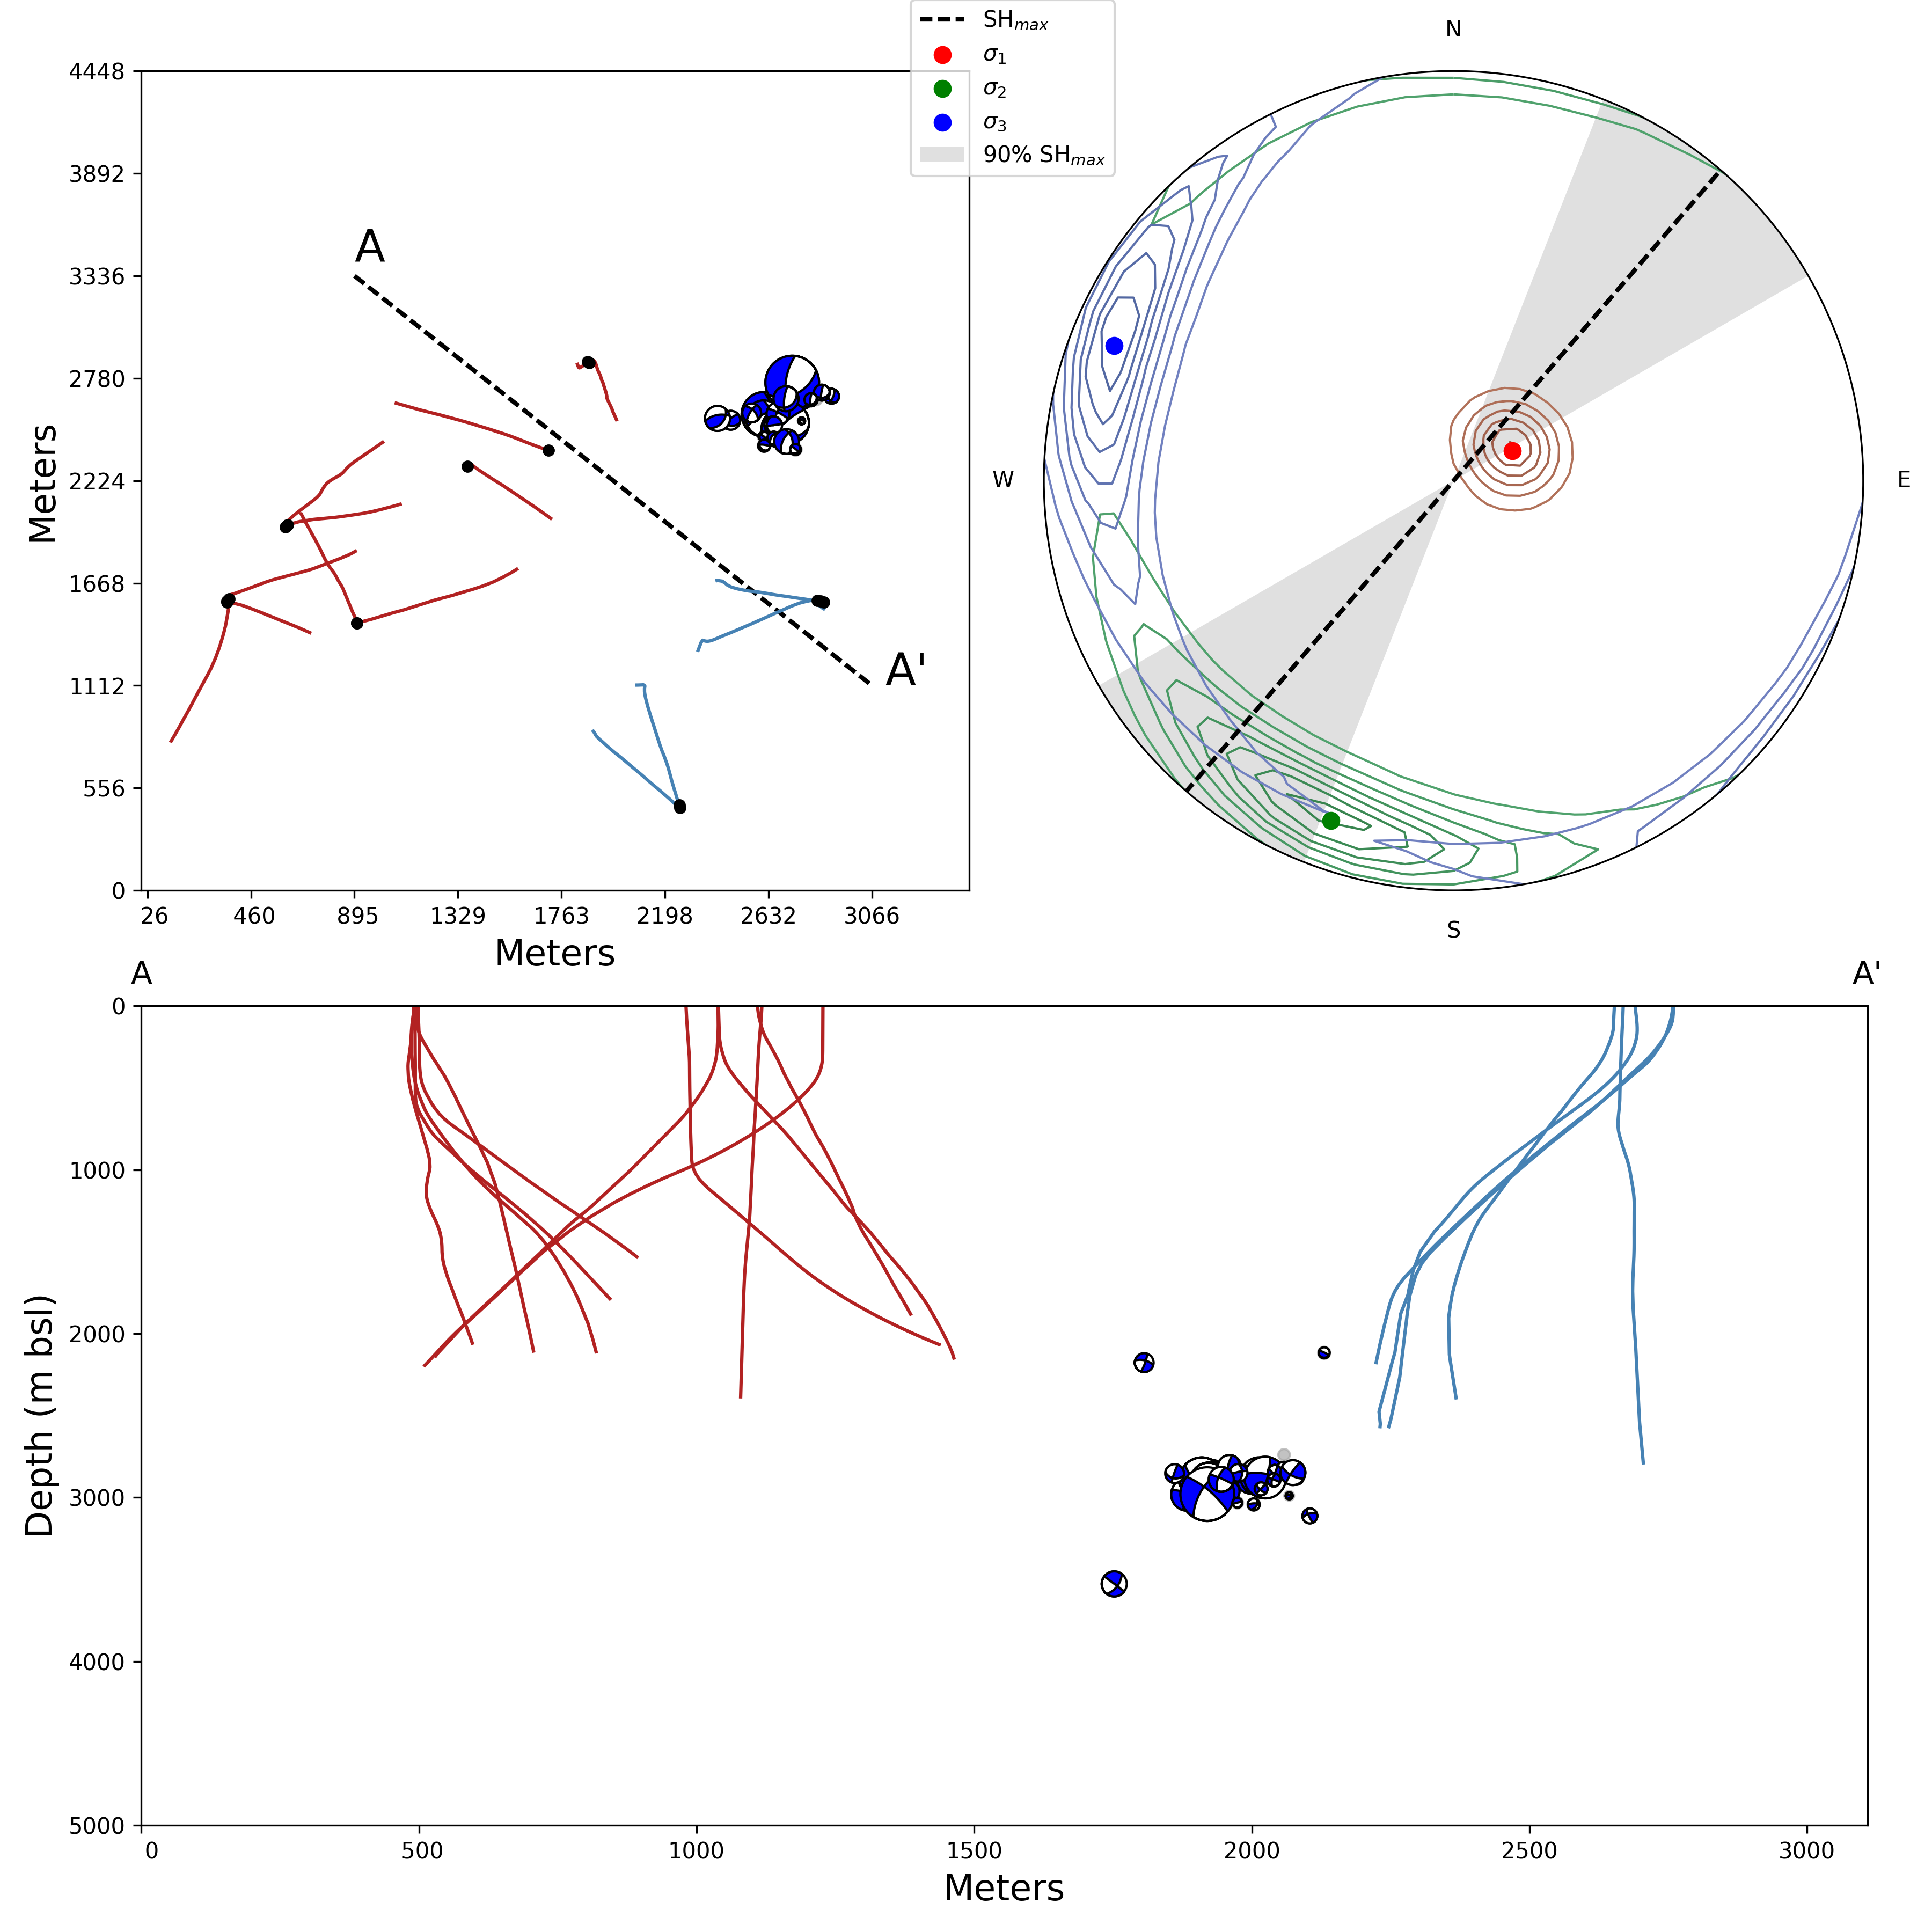 SHmax
σ1
σ2
σ3
90% SHmax
N
W
E
S
4448
3892
3336
2780
2224
1668
1112
556
0
Meters
A
A'
26 460 895 1329 1763 2198 2632 3066
Meters
A
A'
0
1000
2000
3000
4000
5000
Depth (m bsl)
0 500 1000 1500 2000 2500 3000
Meters